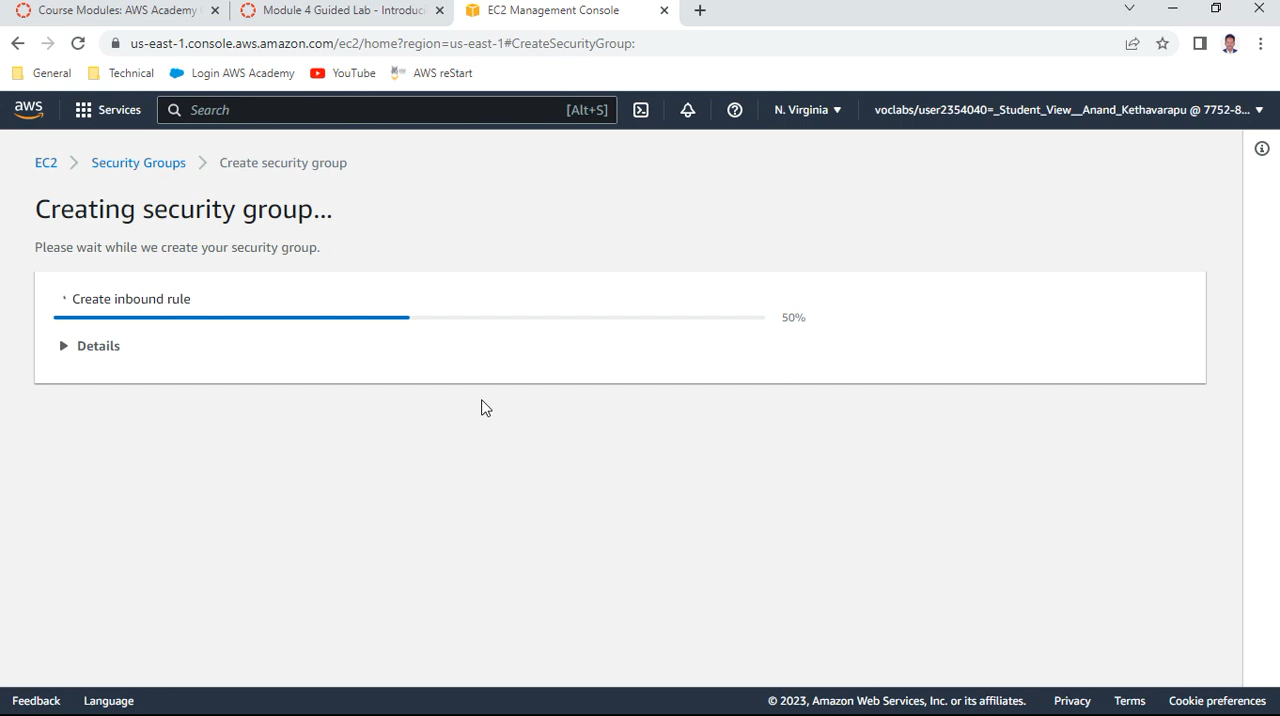 Course Modules: AWS Academy
Module 4 Guided Lab - Introduc
EC2 Management Console
us-east-1.console.aws.amazon.com/ec2/home?region=us-east-1#CreateSecurityGroup:
General
Technical
Login AWS Academy
YouTube
AWS reStart
aws
Services
Search
[Alt+S]
N. Virginia
voclabs/user2354040=_Student_View__Anand_Kethavarapu @ 7752-8...
EC2
Security Groups
Create security group
Creating security group...
Please wait while we create your security group.
Create inbound rule
50%
Details
Feedback
Language
© 2023, Amazon Web Services, Inc. or its affiliates.
Privacy
Terms
Cookie preferences